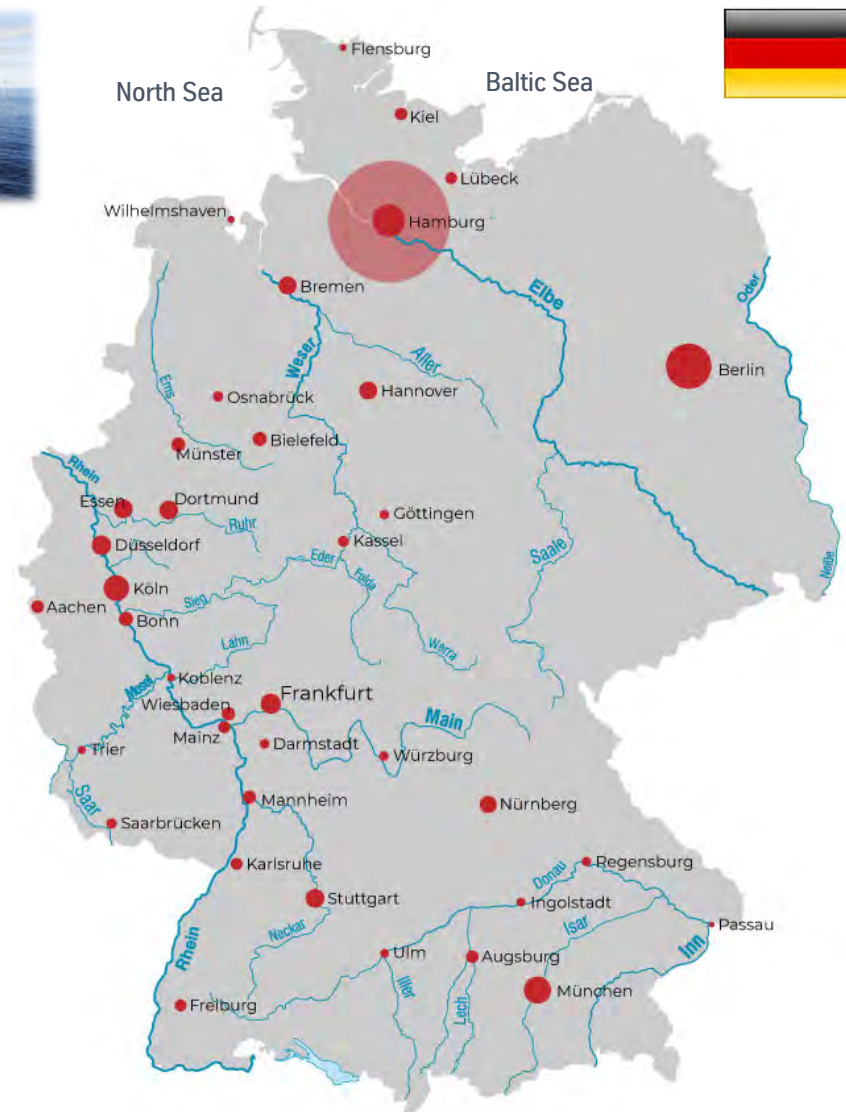 Flensburg
North Sea
Baltic Sea
Kiel
Lübeck
Wilhelmshaven
Hamburg
Bremen
Elbe
Oder
Weser
Aller
Berlin
Ems
Osnabrück
Hannover
Bielefeld
Münster
Rhein
Essen
Dortmund
Ruhr
Göttingen
Düsseldorf
Kassel
Saale
Eder
Neiße
Köln
Fulda
Aachen
Sieg
Bonn
Lahn
Werra
Koblenz
Mosel
Frankfurt
Wiesbaden
Main
Mainz
Darmstadt
Trier
Würzburg
Saar
Mannheim
Nürnberg
Saarbrücken
Karlsruhe
Regensburg
Donau
Stuttgart
Ingolstadt
Isar
Passau
Neckar
Inn
Rhein
Ulm
Augsburg
Iller
Lech
München
Freiburg